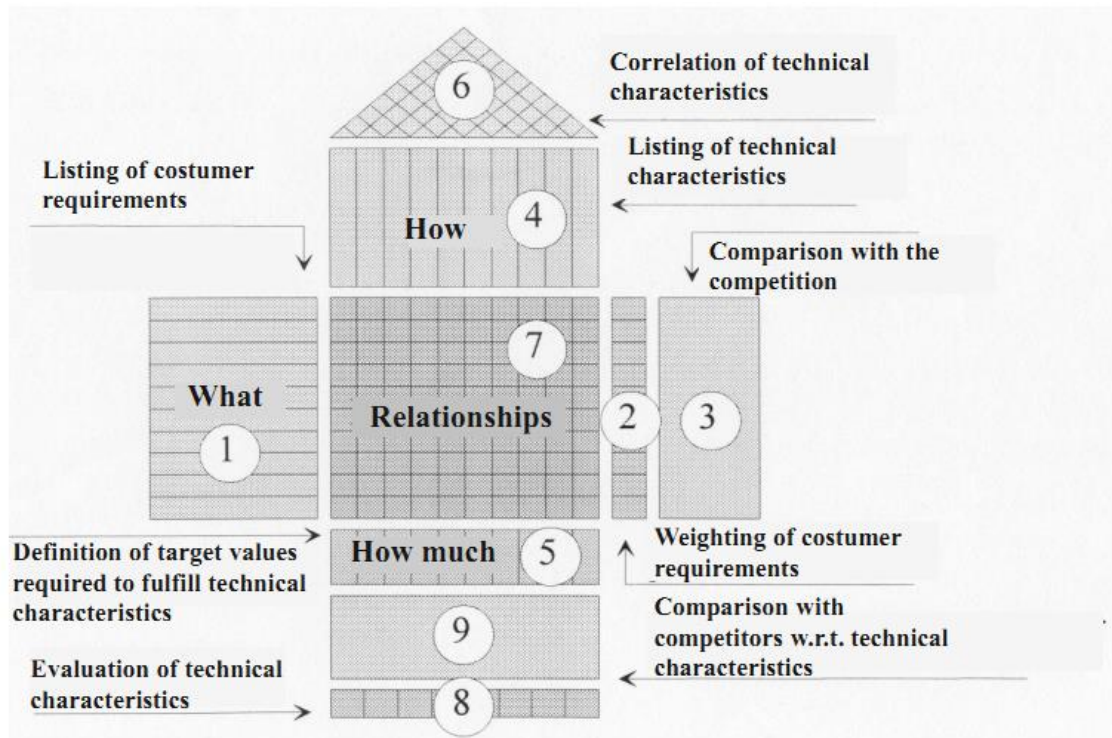 6
Correlation of technical
characteristics
Listing of technical
characteristics
Listing of costumer
requirements
How
4
Comparison with the
competition
What
1
7
Relationships
2
3
Definition of target values
required to fulfill technical
characteristics
How much
5
Weighting of costumer
requirements
Comparison with
competitors w.r.t. technical
characteristics
9
Evaluation of technical
characteristics
8